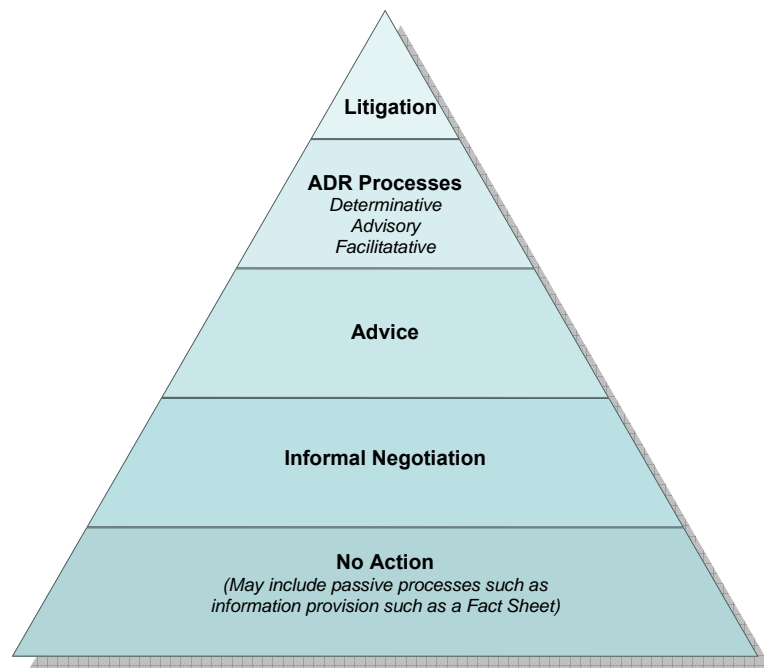 Litigation
ADR Processes
Determinative
Advisory
Facilitatative
Advice
Informal Negotiation
No Action
(May include passive processes such as
information provision such as a Fact Sheet)